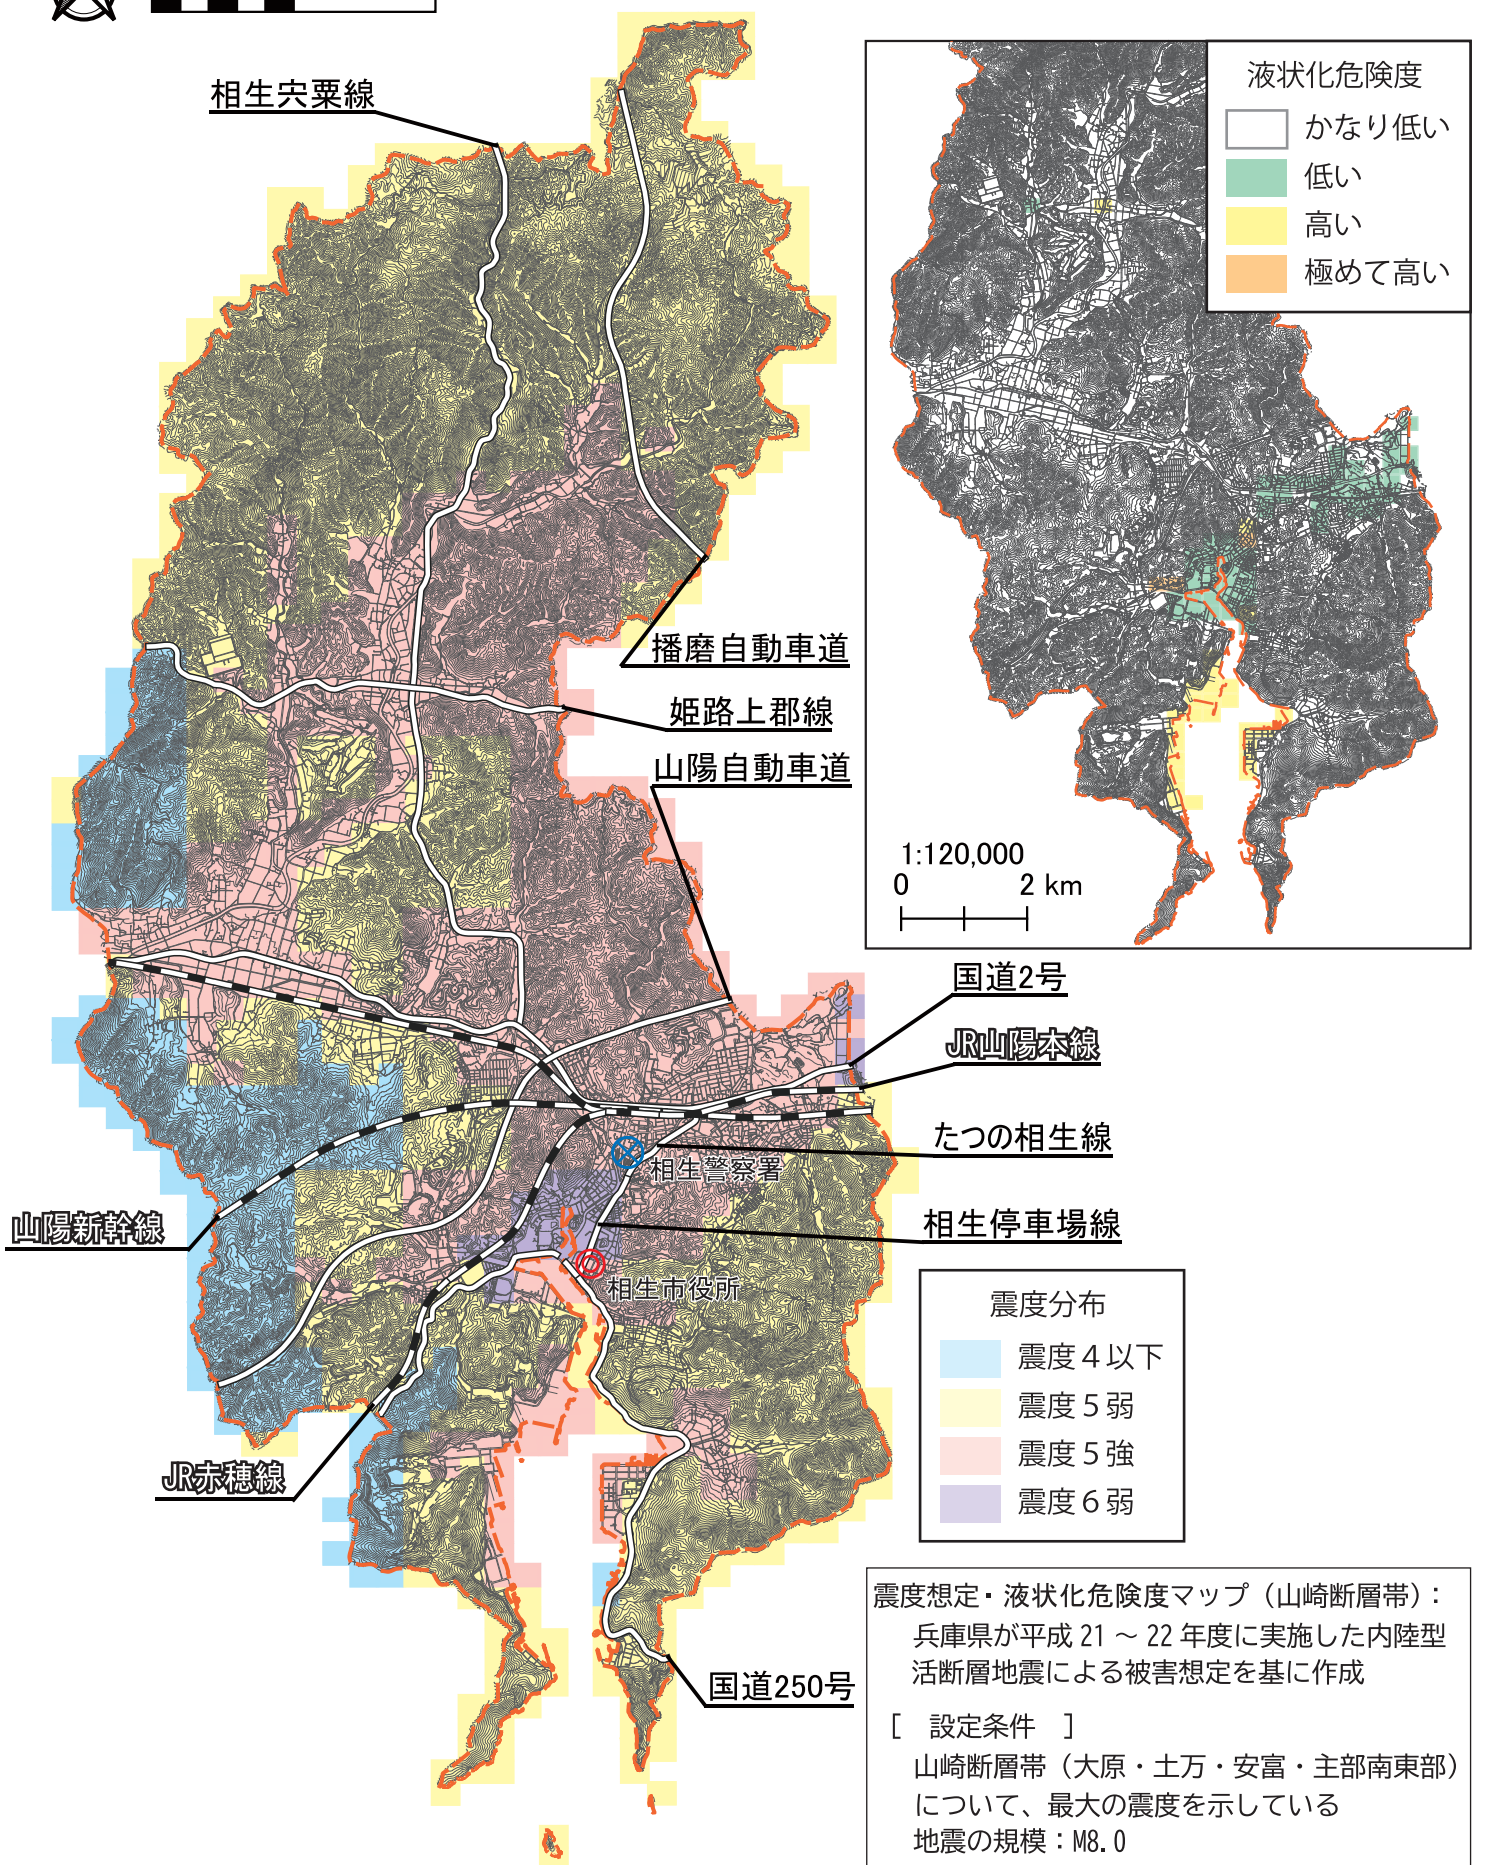 相生宍粟線
液状化危険度
かなり低い
低い
高い
極めて高い
播磨自動車道
姫路上郡線
山陽自動車道
1:120,000
0 2 km
国道2号
JR山陽本線
たつの相生線
相生警察署
相生停車場線
山陽新幹線
相生市役所
震度分布
震度４以下
震度５弱
震度５強
震度６弱
JR赤穂線
国道250号
震度想定・液状化危険度マップ（山崎断層帯）：
兵庫県が平成 21 ～ 22 年度に実施した内陸型
活断層地震による被害想定を基に作成
［ 設定条件 ］
山崎断層帯（大原・土万・安富・主部南東部）
について、最大の震度を示している
地震の規模：M8.0